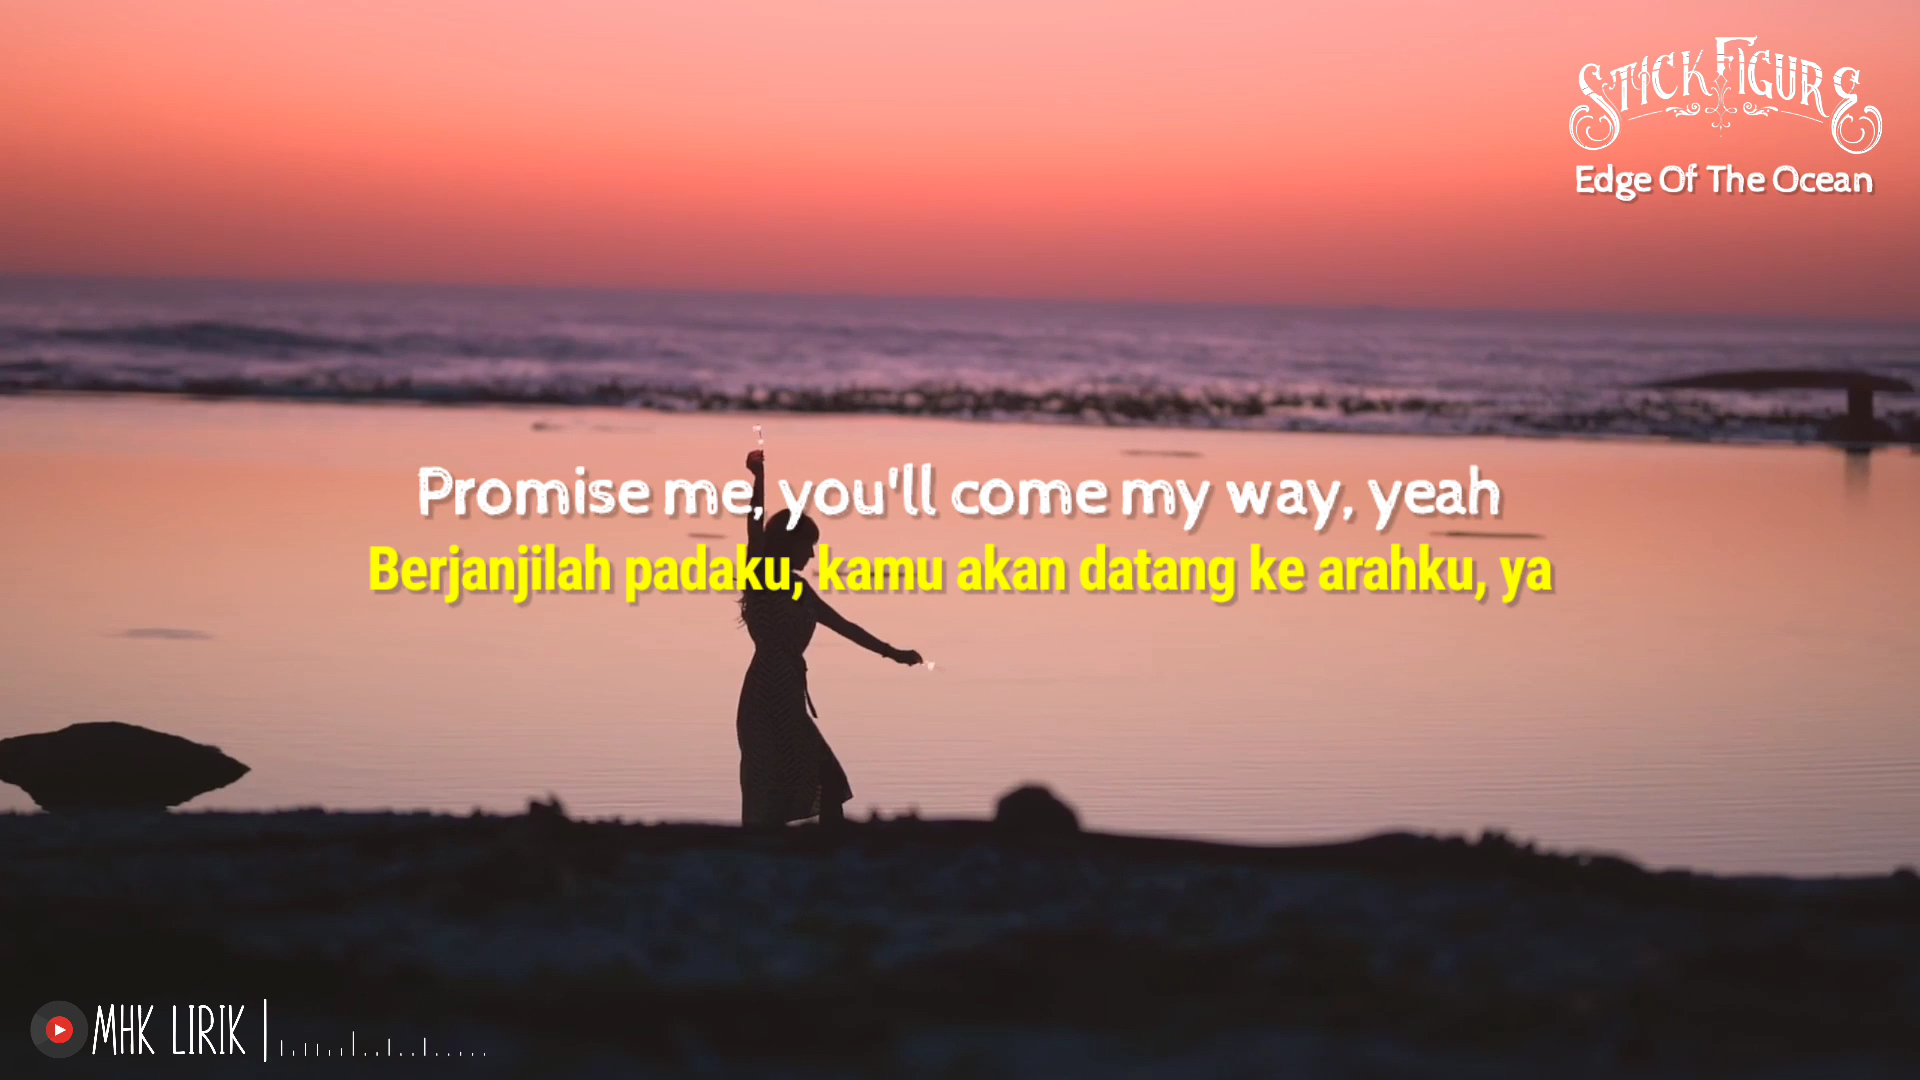 STICK FIGURE
Edge Of The Ocean
Promise me, you'll come my way, yeah
Berjanjilah padaku, kamu akan datang ke arahku, ya
MHK LIRIK